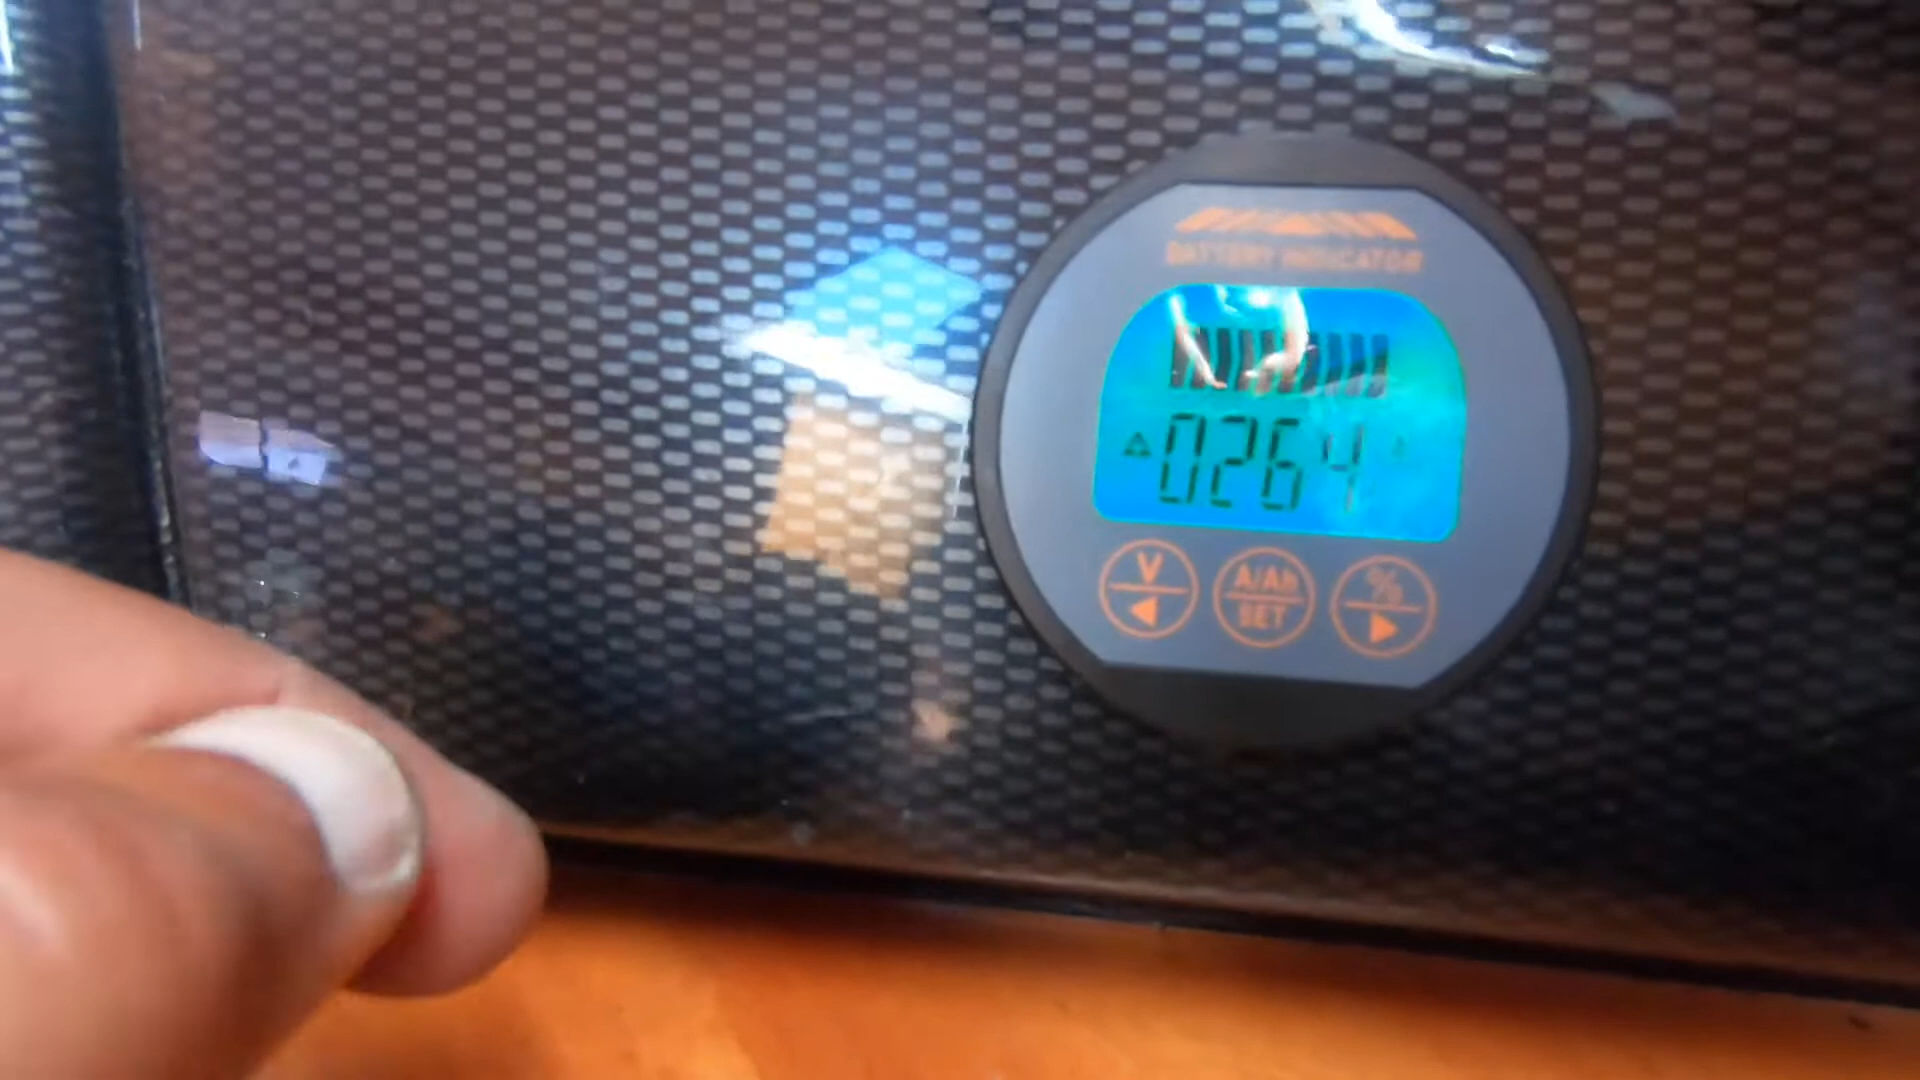 BATTERY INDICATOR
0264
V
A/Ah
SET
%